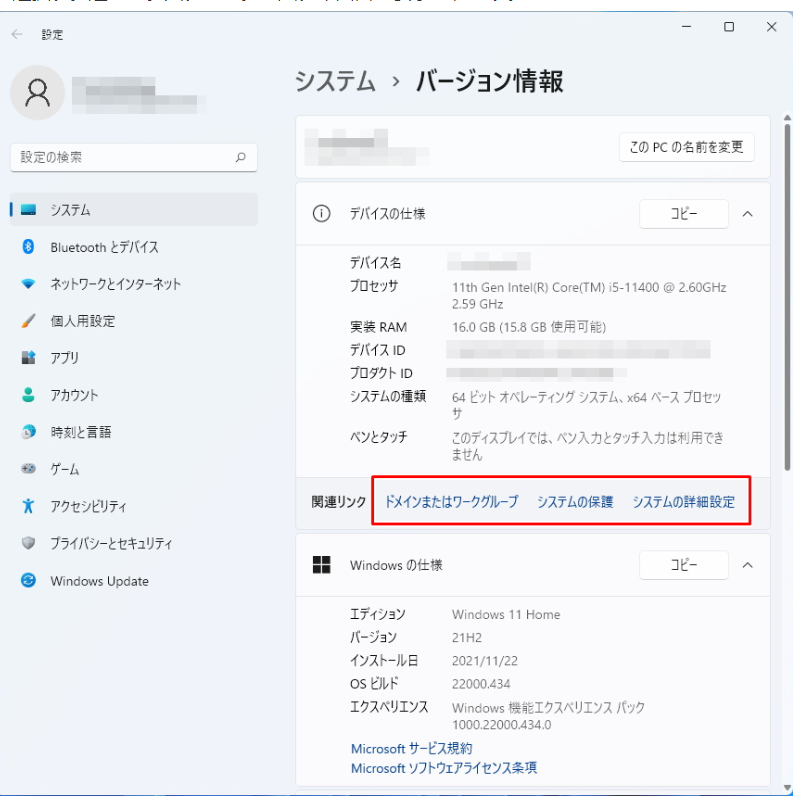 設定
システム › バージョン情報
この PC の名前を変更
設定の検索
システム
Bluetooth とデバイス
ネットワークとインターネット
個人用設定
アプリ
アカウント
時刻と言語
ゲーム
アクセシビリティ
プライバシーとセキュリティ
Windows Update
デバイスの仕様
コピー
デバイス名
プロセッサ 11th Gen Intel(R) Core(TM) i5-11400 @ 2.60GHz
2.59 GHz
実装 RAM 16.0 GB (15.8 GB 使用可能)
デバイス ID
プロダクト ID
システムの種類 64 ビット オペレーティング システム、x64 ベース プロセッ
サ
ペンとタッチ このディスプレイでは、ペン入力とタッチ入力は利用でき
ません
関連リンク ドメインまたはワークグループ システムの保護 システムの詳細設定
Windows の仕様
コピー
エディション Windows 11 Home
バージョン 21H2
インストール日 2021/11/22
OS ビルド 22000.434
エクスペリエンス Windows 機能エクスペリエンス パック
1000.22000.434.0
Microsoft サービス規約
Microsoft ソフトウェアライセンス条項